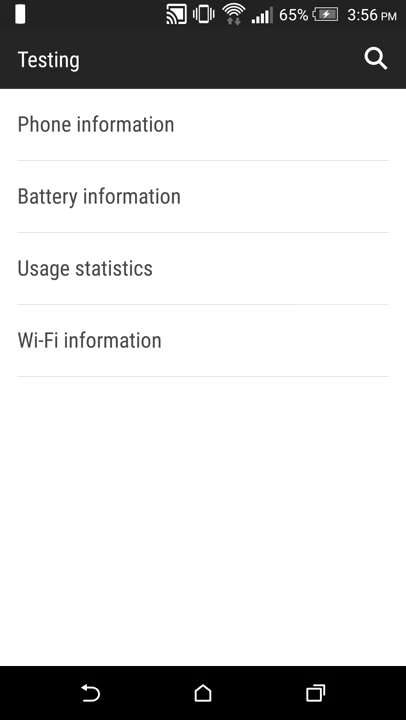 65% 3:56 PM
Testing
Phone information
Battery information
Usage statistics
Wi-Fi information